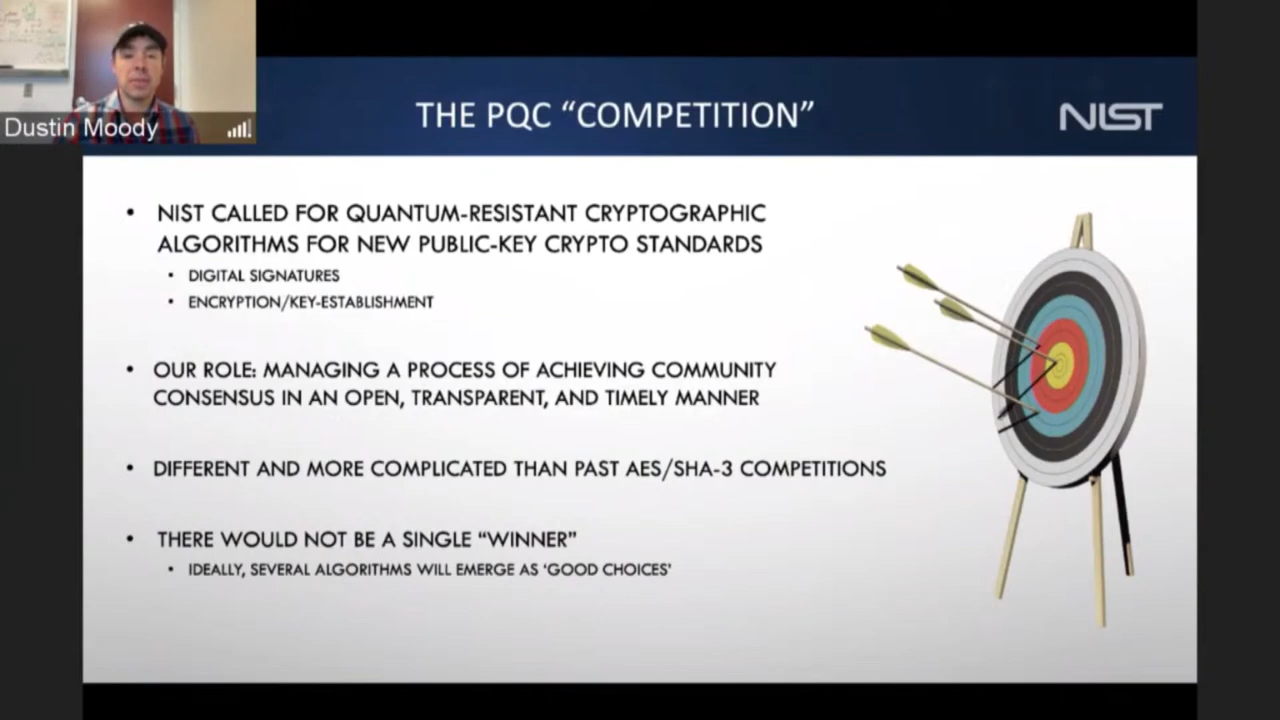 Dustin Moody
THE PQC “COMPETITION”
NIST
• NIST CALLED FOR QUANTUM-RESISTANT CRYPTOGRAPHIC
ALGORITHMS FOR NEW PUBLIC-KEY CRYPTO STANDARDS
• DIGITAL SIGNATURES
• ENCRYPTION/KEY-ESTABLISHMENT
• OUR ROLE: MANAGING A PROCESS OF ACHIEVING COMMUNITY
CONSENSUS IN AN OPEN, TRANSPARENT, AND TIMELY MANNER
• DIFFERENT AND MORE COMPLICATED THAN PAST AES/SHA-3 COMPETITIONS
• THERE WOULD NOT BE A SINGLE “WINNER”
• IDEALLY, SEVERAL ALGORITHMS WILL EMERGE AS ‘GOOD CHOICES’